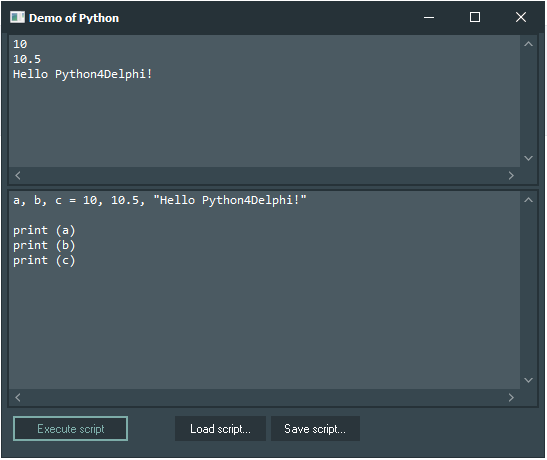 Demo of Python
10
10.5
Hello Python4Delphi!
a, b, c = 10, 10.5, "Hello Python4Delphi!"
print (a)
print (b)
print (c)
Execute script
Load script...
Save script...